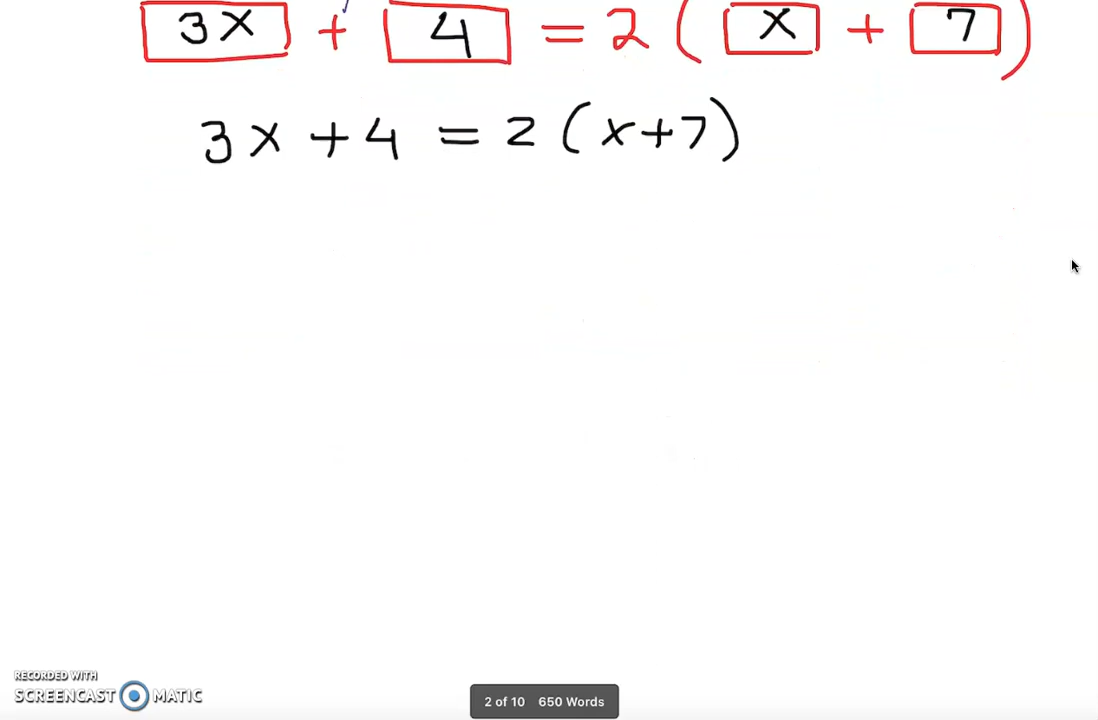 3x + 4 = 2 ( x + 7 )
3x + 4 = 2 (x+7)
RECORDED WITH
SCREENCAST MATIC
2 of 10 650 Words